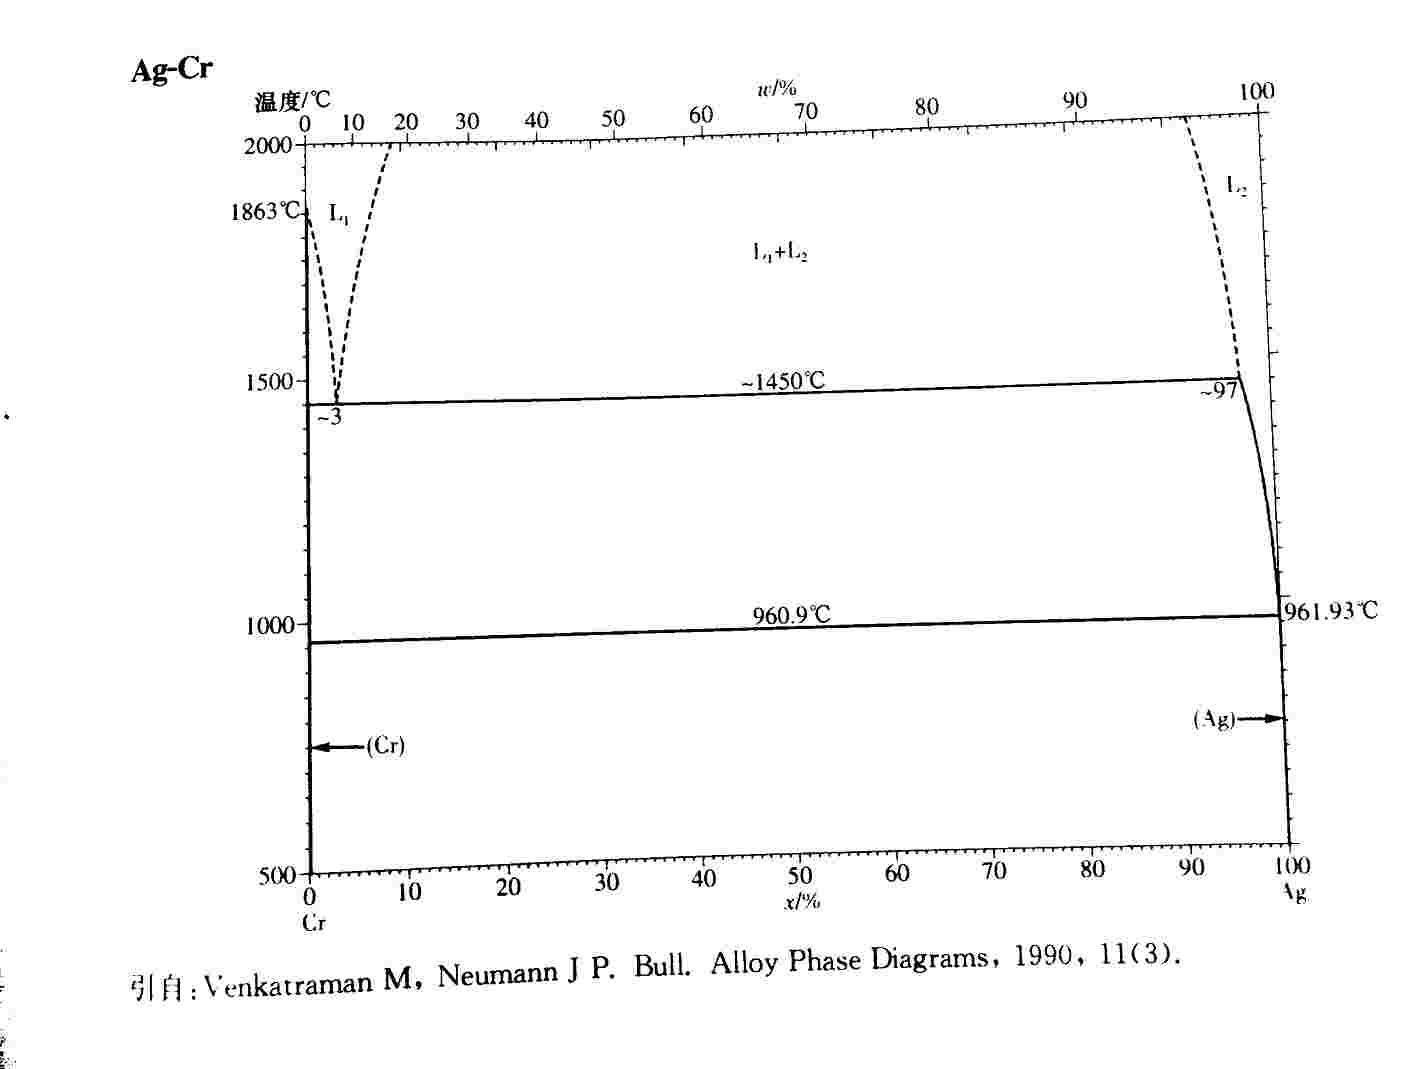 Ag-Cr
w/%
温度/℃
0 10 20 30 40 50 60 70 80 90 100
2000
1863℃
L₁
L₂
L₁+L₂
1500
~1450℃
~3
~97
1000
960.9℃
961.93℃
(Cr)
(Ag)
500
0 10 20 30 40 50 60 70 80 90 100
Cr
x/%
Ag
引自:Venkatraman M, Neumann J P. Bull. Alloy Phase Diagrams, 1990, 11(3).